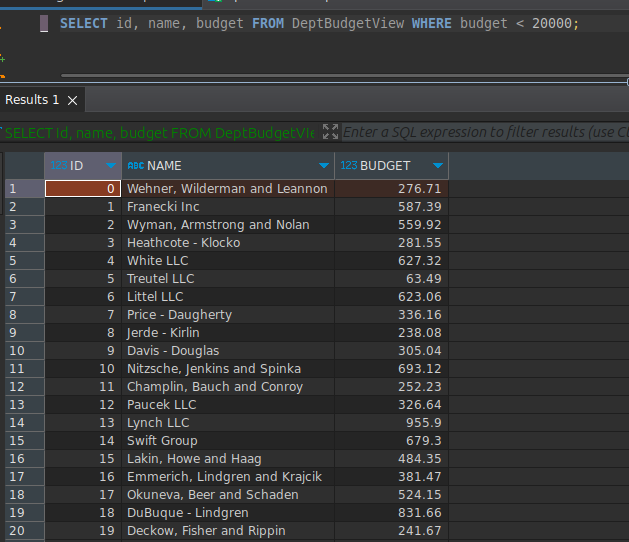 SELECT id, name, budget FROM DeptBudgetView WHERE budget < 20000;
Results 1
SELECT id, name, budget FROM DeptBudgetVie Enter a SQL expression to filter results (use C
123 ID ABC NAME 123 BUDGET
1 0 Wehner, Wilderman and Leannon 276.71
2 1 Franecki Inc 587.39
3 2 Wyman, Armstrong and Nolan 559.92
4 3 Heathcote - Klocko 281.55
5 4 White LLC 627.32
6 5 Treutel LLC 63.49
7 6 Littel LLC 623.06
8 7 Price - Daugherty 336.16
9 8 Jerde - Kirlin 238.08
10 9 Davis - Douglas 305.04
11 10 Nitzsche, Jenkins and Spinka 693.12
12 11 Champlin, Bauch and Conroy 252.23
13 12 Paucek LLC 326.64
14 13 Lynch LLC 955.9
15 14 Swift Group 679.3
16 15 Lakin, Howe and Haag 484.35
17 16 Emmerich, Lindgren and Krajcik 381.47
18 17 Okuneva, Beer and Schaden 524.15
19 18 DuBuque - Lindgren 831.66
20 19 Deckow, Fisher and Rippin 241.67